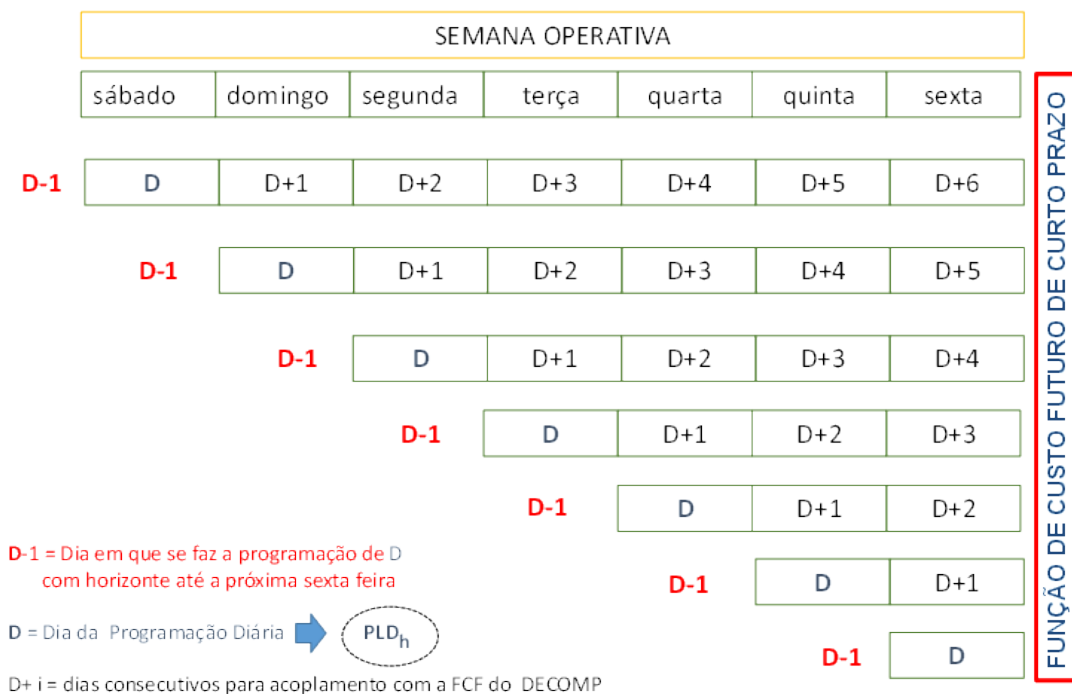 SEMANA OPERATIVA
sábado domingo segunda terça quarta quinta sexta
D-1 D D+1 D+2 D+3 D+4 D+5 D+6
D-1 D D+1 D+2 D+3 D+4 D+5
D-1 D D+1 D+2 D+3 D+4
D-1 D D+1 D+2 D+3
D-1 D D+1 D+2
D-1 D D+1
D-1 D
FUNÇÃO DE CUSTO FUTURO DE CURTO PRAZO
D-1 = Dia em que se faz a programação de D
com horizonte até a próxima sexta feira
D = Dia da Programação Diária PLDh
D+ i = dias consecutivos para acoplamento com a FCF do DECOMP